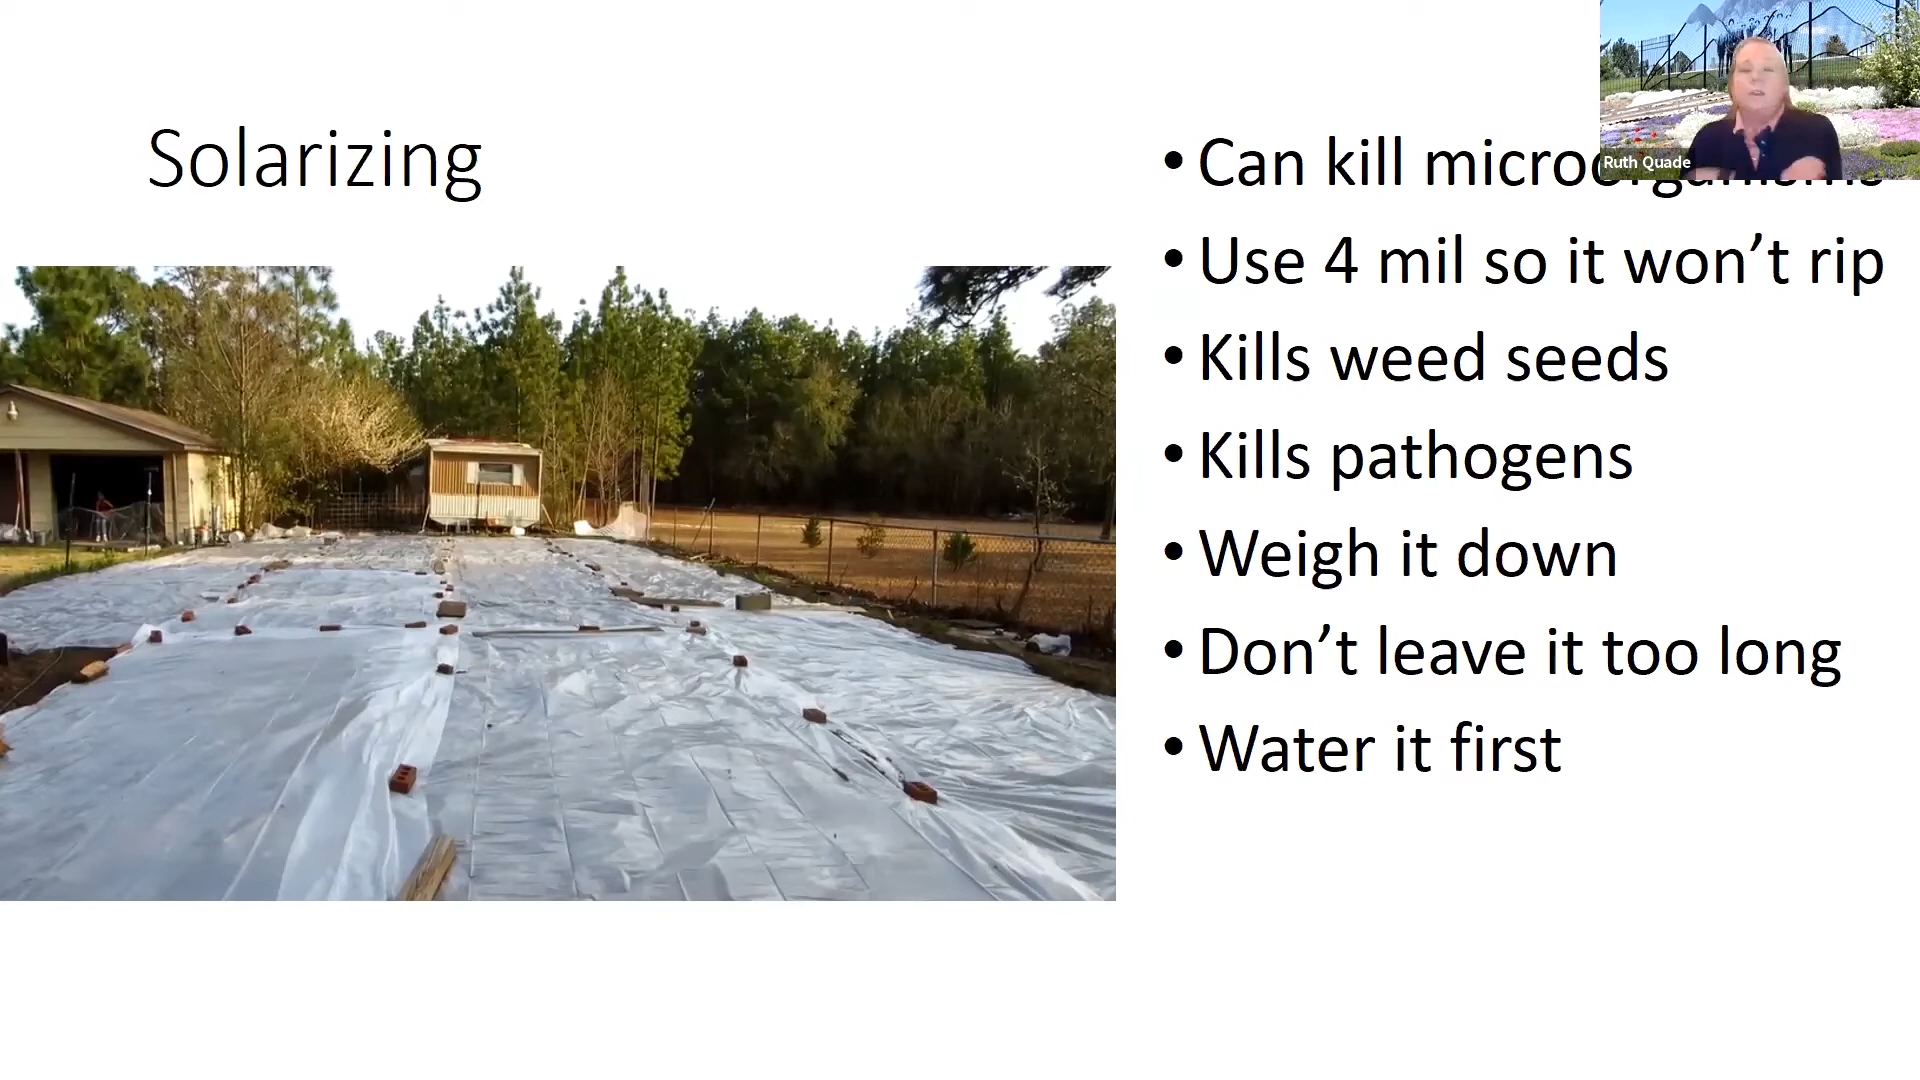 Solarizing
• Can kill microorganisms
• Use 4 mil so it won’t rip
• Kills weed seeds
• Kills pathogens
• Weigh it down
• Don’t leave it too long
• Water it first
Ruth Quade